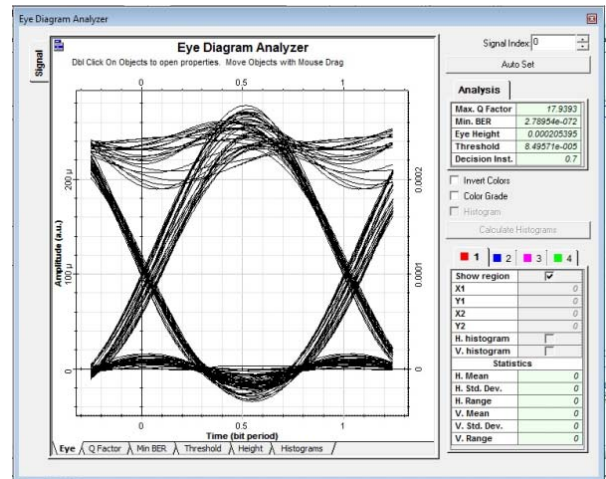 Eye Diagram Analyzer
Signal
Eye Diagram Analyzer
Dbl Click On Objects to open properties. Move Objects with Mouse Drag
0 0.5 1
Amplitude (a.u.)
200 µ
100 µ
0
0.0002
0.0001
0
0 0.5 1
Time (bit period)
Eye Q Factor Min BER Threshold Height Histograms
Signal Index: 0
Auto Set
Analysis
Max. Q Factor 17.9393
Min. BER 2.78954e-072
Eye Height 0.000205395
Threshold 8.49571e-005
Decision Inst. 0.7
Invert Colors
Color Grade
Histogram
Calculate Histograms
1 2 3 4
Show region
X1 0
Y1 0
X2 0
Y2 0
H. histogram
V. histogram
Statistics
H. Mean 0
H. Std. Dev. 0
H. Range 0
V. Mean 0
V. Std. Dev. 0
V. Range 0